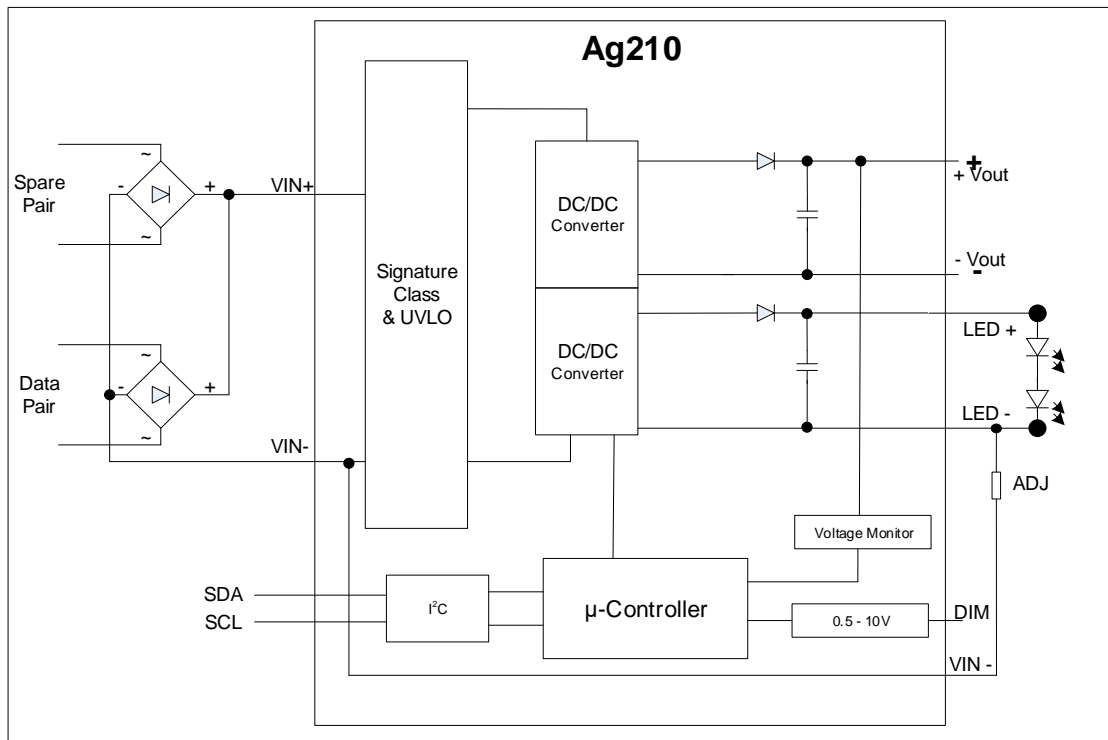 Ag210
Spare
Pair
~
-
+
~
VIN+
Data
Pair
~
-
+
~
VIN-
Signature
Class
& UVLO
DC/DC
Converter
DC/DC
Converter
+
+ Vout
- Vout
-
LED +
LED -
ADJ
Voltage Monitor
SDA
SCL
I²C
µ-Controller
0.5 - 10V
DIM
VIN -